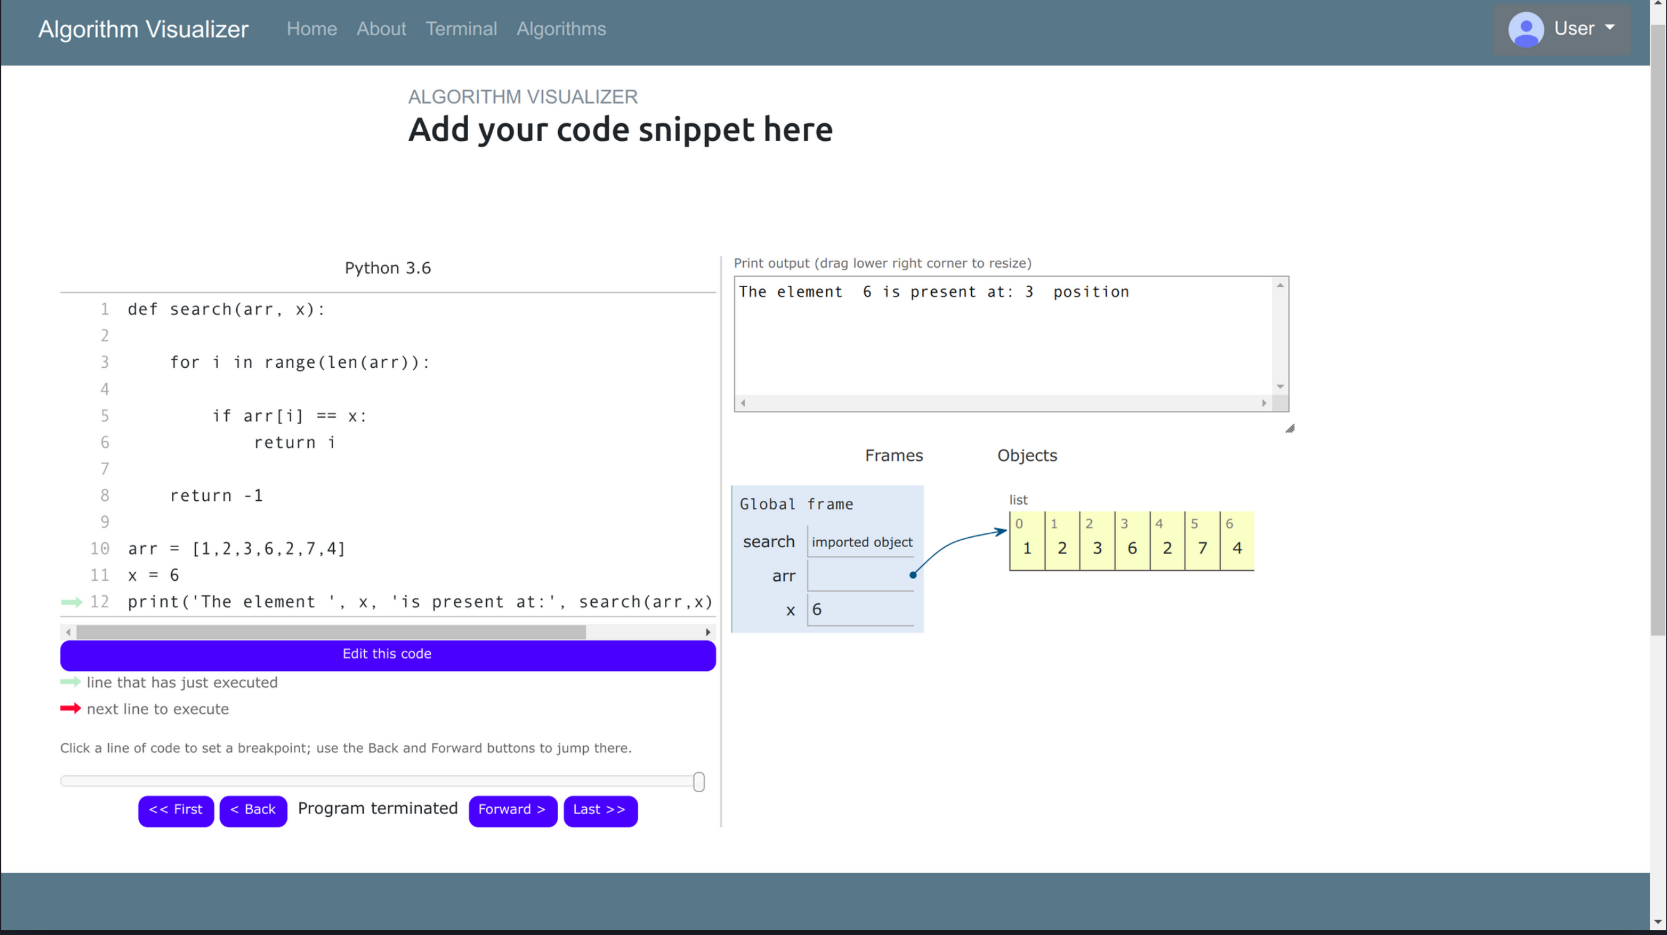 Algorithm Visualizer Home About Terminal Algorithms User
ALGORITHM VISUALIZER
Add your code snippet here
Python 3.6
1 def search(arr, x):
2
3 for i in range(len(arr)):
4
5 if arr[i] == x:
6 return i
7
8 return -1
9
10 arr = [1,2,3,6,2,7,4]
11 x = 6
12 print('The element ', x, 'is present at:', search(arr,x)
Edit this code
line that has just executed
next line to execute
Click a line of code to set a breakpoint; use the Back and Forward buttons to jump there.
<< First < Back Program terminated Forward > Last >>
Print output (drag lower right corner to resize)
The element  6 is present at: 3  position
Frames Objects
Global frame
search imported object
arr
x 6
list
0 1 2 3 4 5 6
1 2 3 6 2 7 4